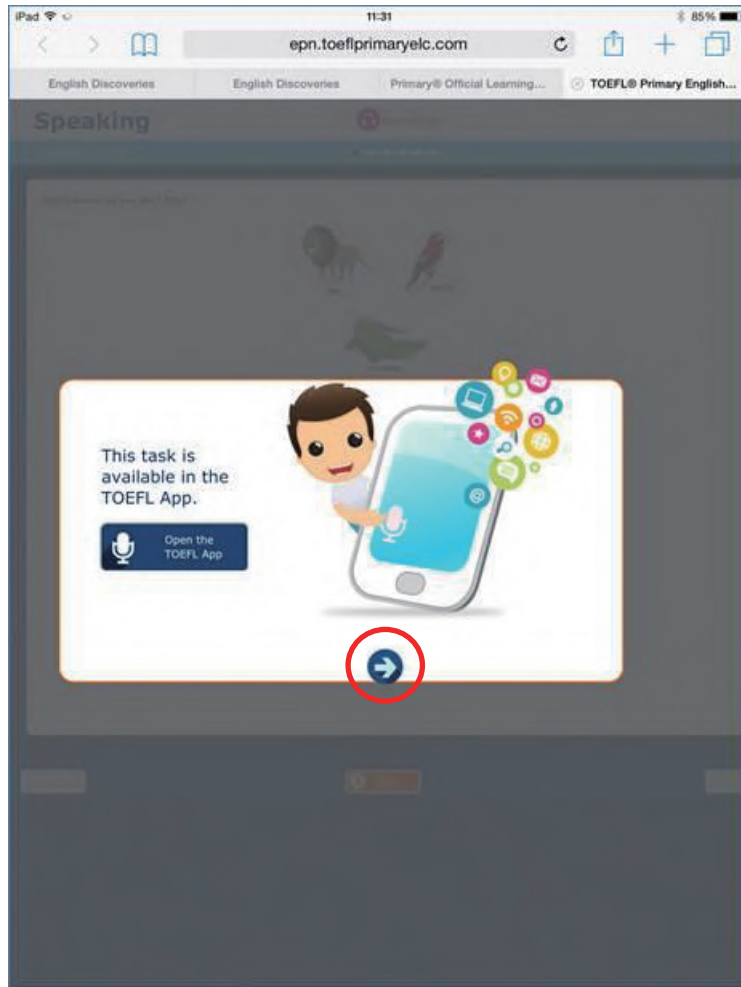 iPad 11:31 85%
epn.toeflprimaryelc.com
English Discoveries English Discoveries Primary® Official Learning... TOEFL® Primary English...
Speaking
This task is
available in the
TOEFL App.
Open the
TOEFL App
@